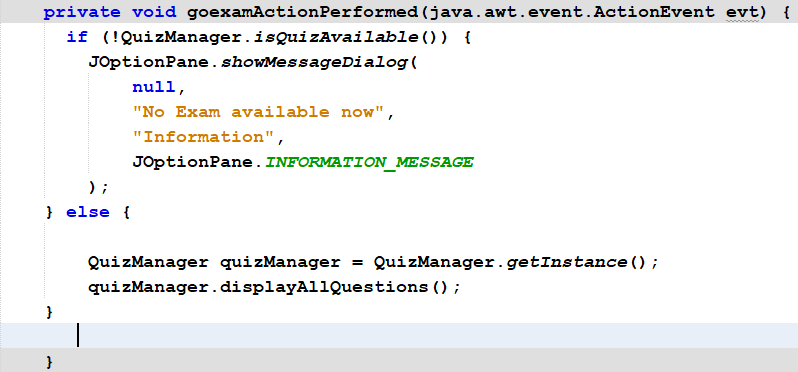 private void goexamActionPerformed(java.awt.event.ActionEvent evt) {
if (!QuizManager.isQuizAvailable()) {
JOptionPane.showMessageDialog(
null,
"No Exam available now",
"Information",
JOptionPane.INFORMATION_MESSAGE
);
} else {
QuizManager quizManager = QuizManager.getInstance();
quizManager.displayAllQuestions();
}
}